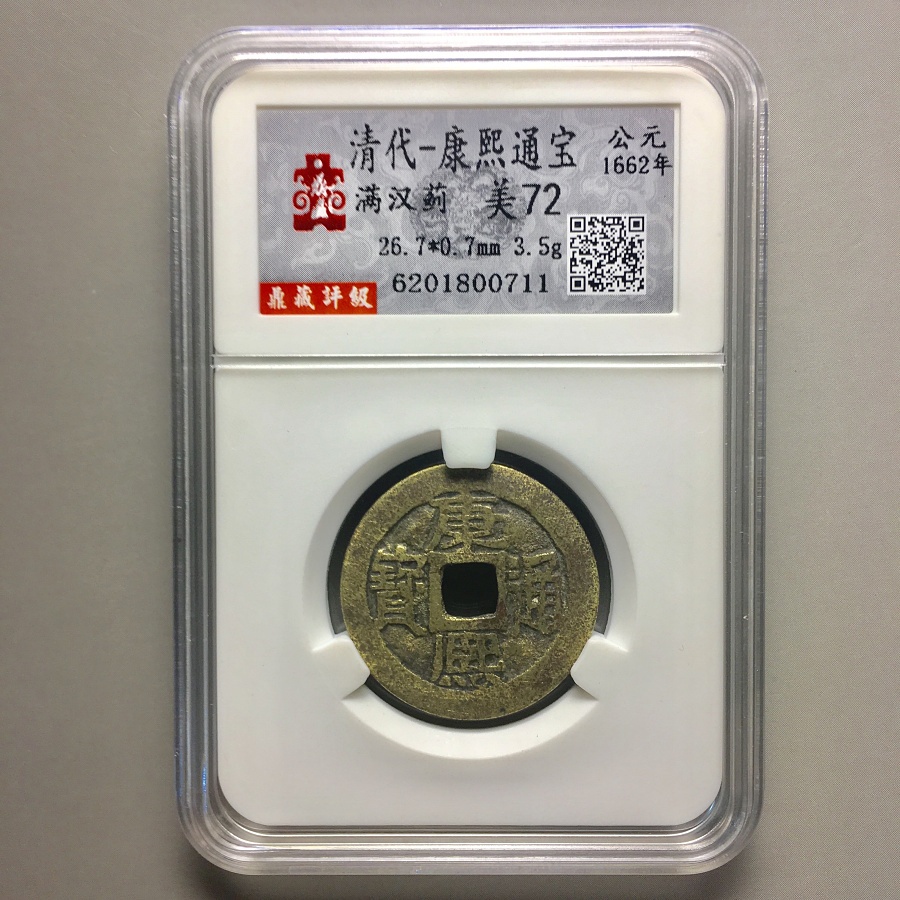 清代-康熙通宝
公元
1662年
满汉蓟 美72
26.7*0.7mm 3.5g
6201800711
鼎藏評級
康熙通寳